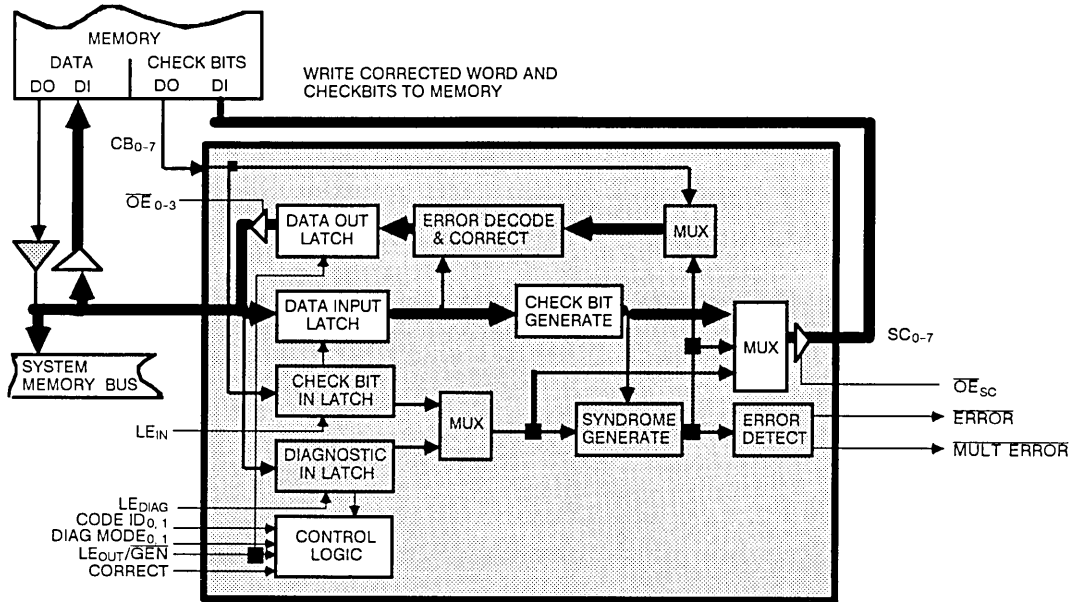 MEMORY
DATA
CHECK BITS
DO DI
DO DI
WRITE CORRECTED WORD AND
CHECKBITS TO MEMORY
CB0–7
OE0–3
DATA OUT
LATCH
ERROR DECODE
& CORRECT
MUX
DATA INPUT
LATCH
CHECK BIT
GENERATE
MUX
SC0–7
SYSTEM
MEMORY BUS
CHECK BIT
IN LATCH
MUX
SYNDROME
GENERATE
ERROR
DETECT
OESC
ERROR
MULT ERROR
LEIN
DIAGNOSTIC
IN LATCH
LEDIAG
CODE ID0, 1
DIAG MODE0, 1
LEOUT/GEN
CORRECT
CONTROL
LOGIC